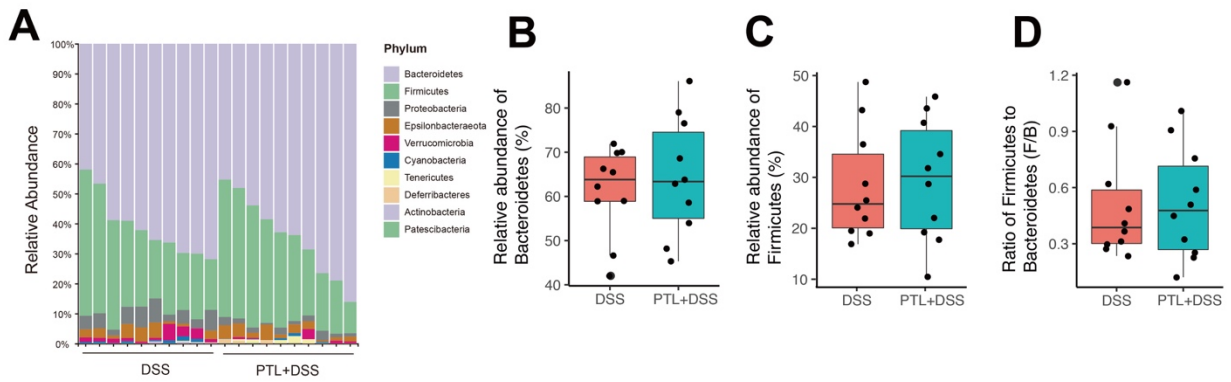 A
B
C
D
100%
90%
80%
70%
60%
50%
40%
30%
20%
10%
0%
Relative Abundance
DSS
PTL+DSS
Phylum
Bacteroidetes
Firmicutes
Proteobacteria
Epsilonbacteraeota
Verrucomicrobia
Cyanobacteria
Tenericutes
Deferribacteres
Actinobacteria
Patescibacteria
Relative abundance of
Bacteroidetes (%)
80
70
60
50
40
DSS
PTL+DSS
Relative abundance of
Firmicutes (%)
50
40
30
20
10
DSS
PTL+DSS
Ratio of Firmicutes to
Bacteroidetes (F/B)
1.2
0.9
0.6
0.3
DSS
PTL+DSS